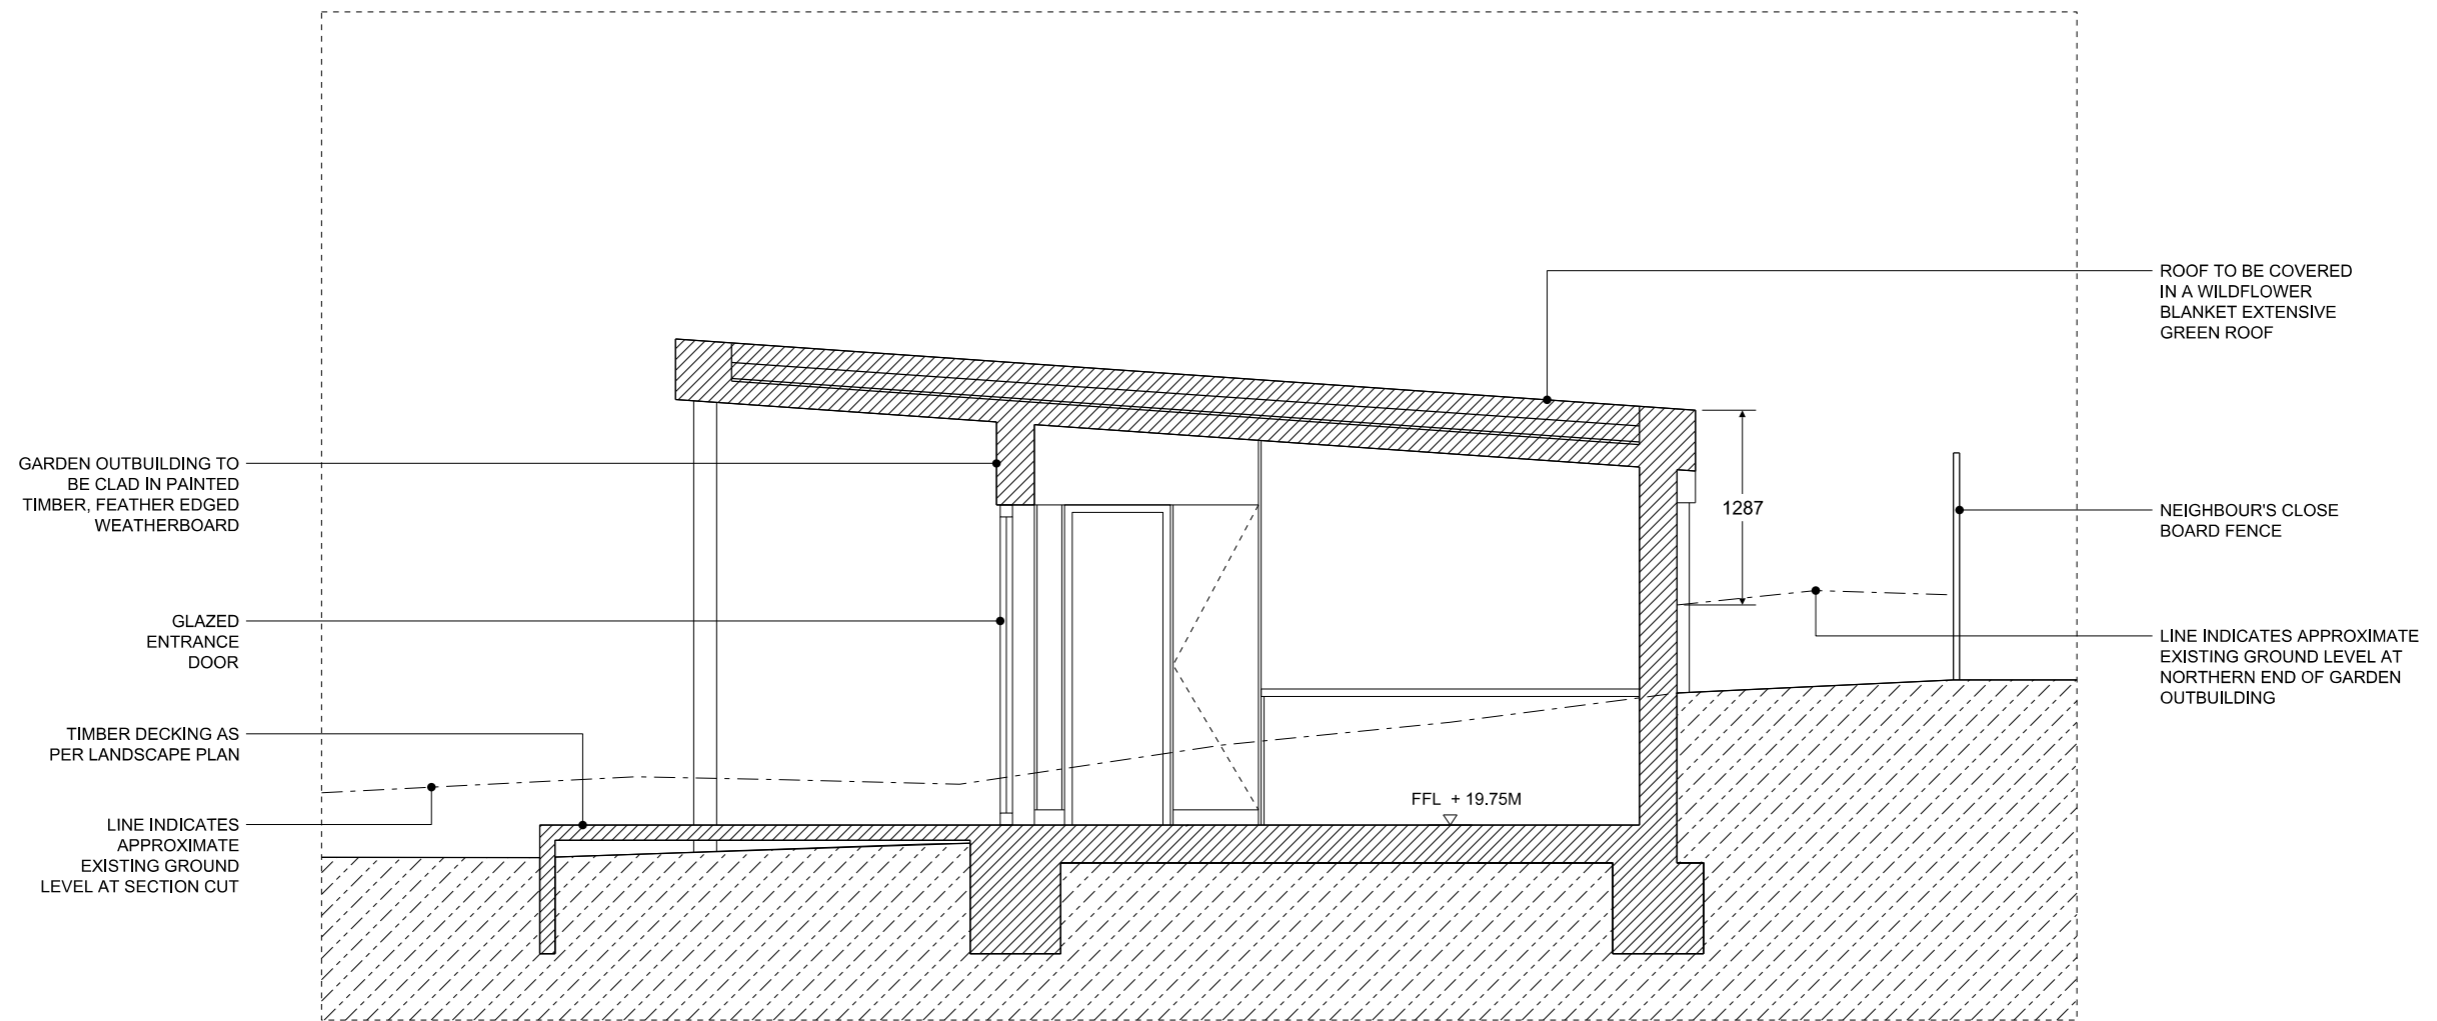 ROOF TO BE COVERED
IN A WILDFLOWER
BLANKET EXTENSIVE
GREEN ROOF
GARDEN OUTBUILDING TO
BE CLAD IN PAINTED
TIMBER, FEATHER EDGED
WEATHERBOARD
1287
NEIGHBOUR'S CLOSE
BOARD FENCE
GLAZED
ENTRANCE
DOOR
LINE INDICATES APPROXIMATE
EXISTING GROUND LEVEL AT
NORTHERN END OF GARDEN
OUTBUILDING
TIMBER DECKING AS
PER LANDSCAPE PLAN
FFL + 19.75M
LINE INDICATES
APPROXIMATE
EXISTING GROUND
LEVEL AT SECTION CUT